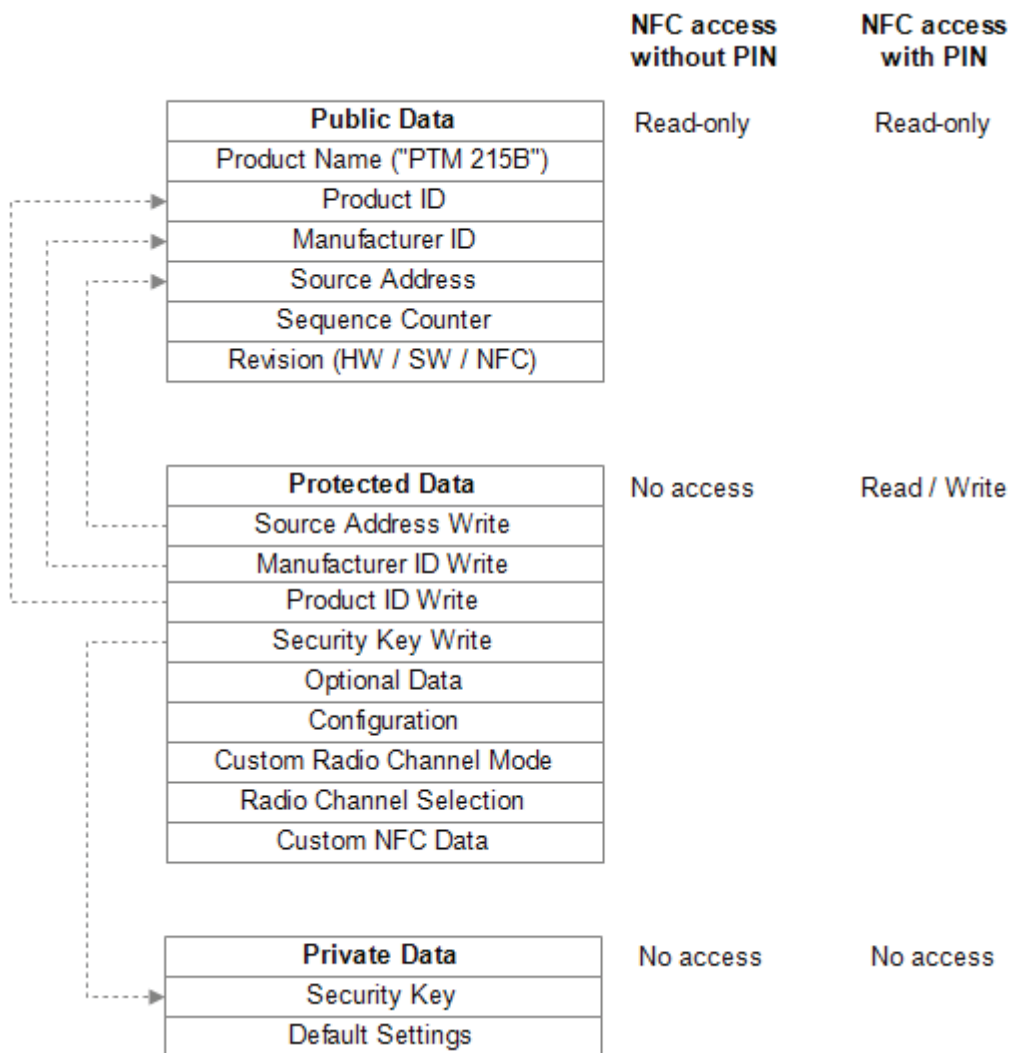 NFC access
without PIN
NFC access
with PIN
Public Data
Read-only
Read-only
Product Name ("PTM 215B")
Product ID
Manufacturer ID
Source Address
Sequence Counter
Revision (HW / SW / NFC)
Protected Data
No access
Read / Write
Source Address Write
Manufacturer ID Write
Product ID Write
Security Key Write
Optional Data
Configuration
Custom Radio Channel Mode
Radio Channel Selection
Custom NFC Data
Private Data
No access
No access
Security Key
Default Settings